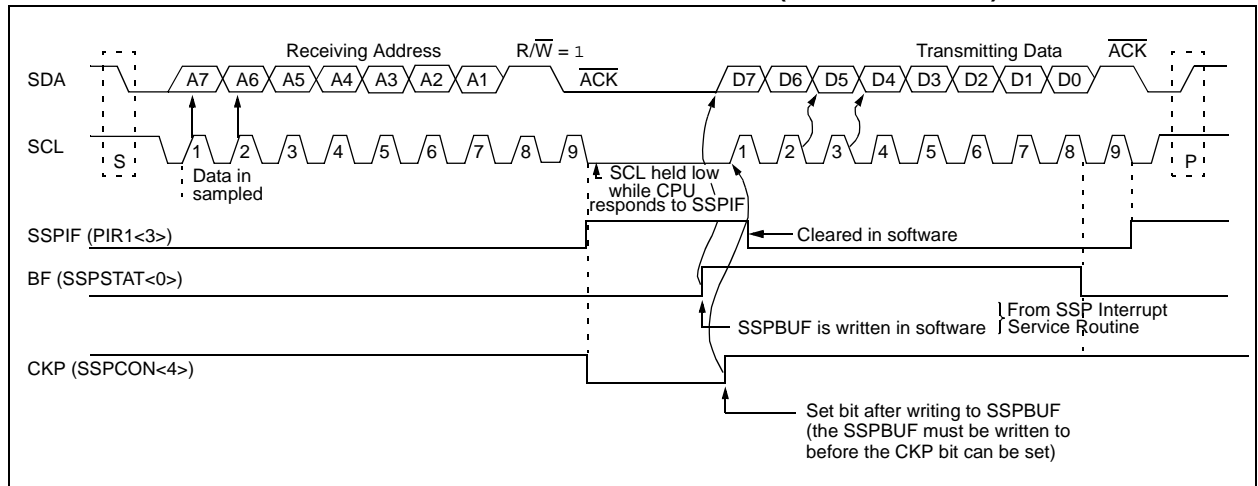 Receiving Address R/W = 1 Transmitting Data ACK
SDA A7 A6 A5 A4 A3 A2 A1 ACK D7 D6 D5 D4 D3 D2 D1 D0
SCL S 1 2 3 4 5 6 7 8 9 1 2 3 4 5 6 7 8 9 P
Data in
sampled
SCL held low
while CPU
responds to SSPIF
SSPIF (PIR1<3>)
Cleared in software
BF (SSPSTAT<0>)
SSPBUF is written in software
From SSP Interrupt
Service Routine
CKP (SSPCON<4>)
Set bit after writing to SSPBUF
(the SSPBUF must be written to
before the CKP bit can be set)